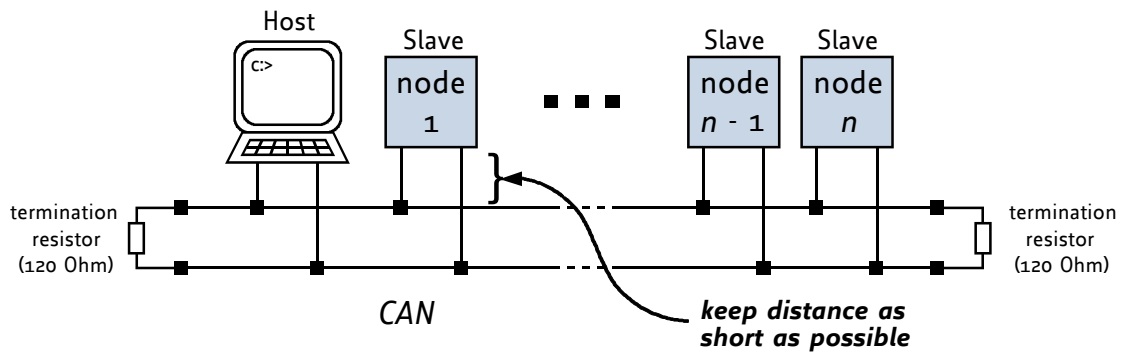 Host
C:>
Slave
node
1
Slave
node
n - 1
Slave
node
n
termination
resistor
(120 Ohm)
termination
resistor
(120 Ohm)
CAN
keep distance as
short as possible